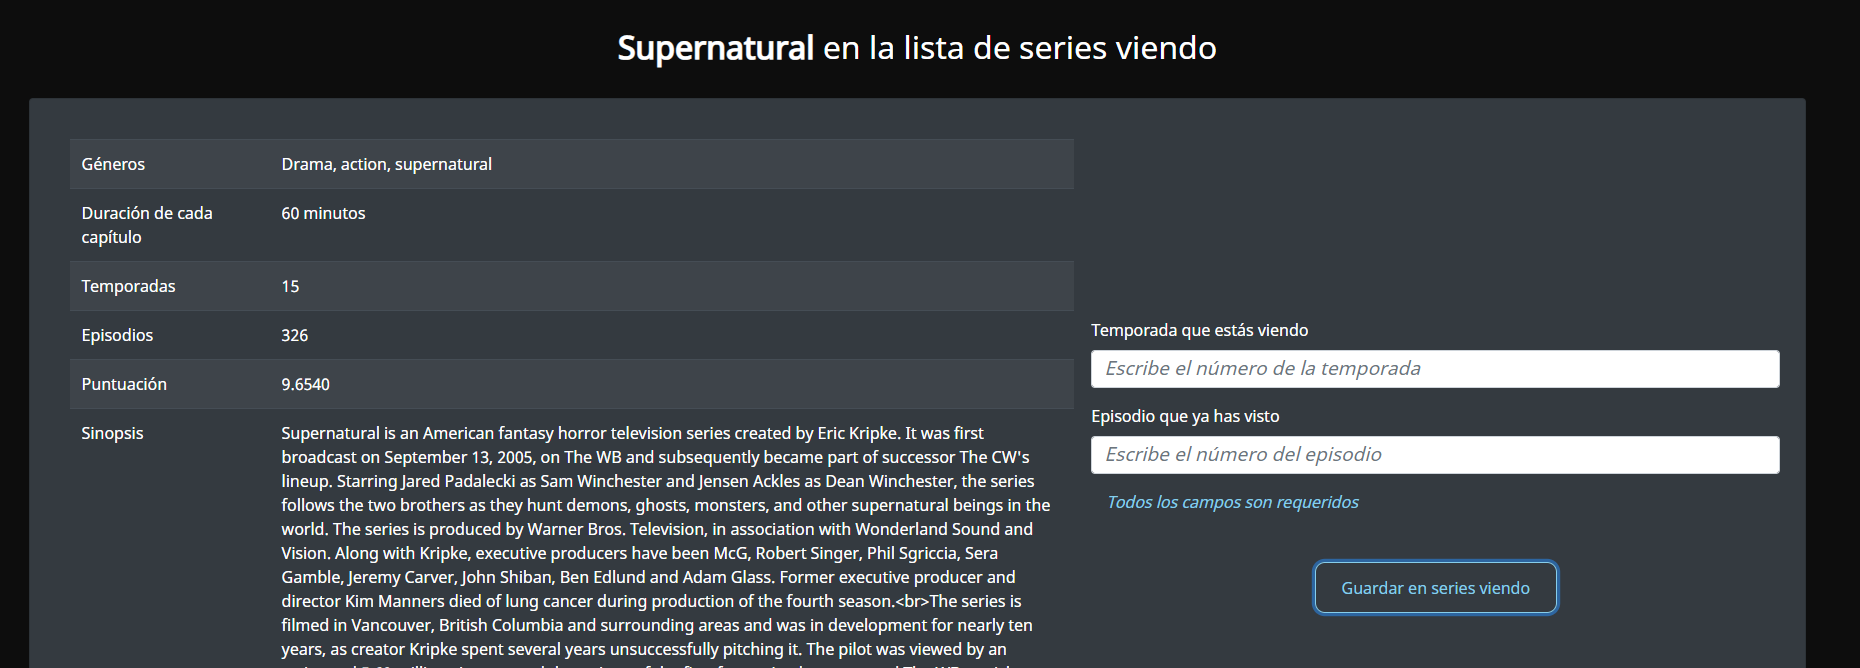 Supernatural en la lista de series viendo
Géneros Drama, action, supernatural
Duración de cada capítulo 60 minutos
Temporadas 15
Episodios 326
Puntuación 9.6540
Sinopsis Supernatural is an American fantasy horror television series created by Eric Kripke. It was first
broadcast on September 13, 2005, on The WB and subsequently became part of successor The CW's
lineup. Starring Jared Padalecki as Sam Winchester and Jensen Ackles as Dean Winchester, the series
follows the two brothers as they hunt demons, ghosts, monsters, and other supernatural beings in the
world. The series is produced by Warner Bros. Television, in association with Wonderland Sound and
Vision. Along with Kripke, executive producers have been McG, Robert Singer, Phil Sgriccia, Sera
Gamble, Jeremy Carver, John Shiban, Ben Edlund and Adam Glass. Former executive producer and
director Kim Manners died of lung cancer during production of the fourth season.<br>The series is
filmed in Vancouver, British Columbia and surrounding areas and was in development for nearly ten
years, as creator Kripke spent several years unsuccessfully pitching it. The pilot was viewed by an
Temporada que estás viendo
Escribe el número de la temporada
Episodio que ya has visto
Escribe el número del episodio
Todos los campos son requeridos
Guardar en series viendo